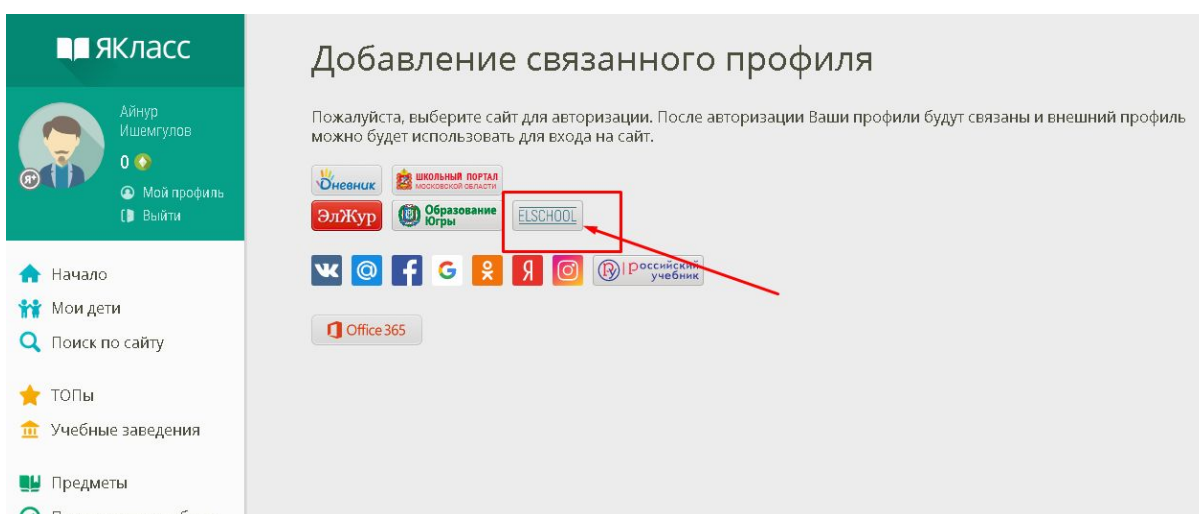 ЯКласс
Айнур
Ишемгулов
0
Я+
Мой профиль
Выйти
Начало
Мои дети
Поиск по сайту
ТОПы
Учебные заведения
Предметы
Добавление связанного профиля
Пожалуйста, выберите сайт для авторизации. После авторизации Ваши профили будут связаны и внешний профиль
можно будет использовать для входа на сайт.
Дневник
ШКОЛЬНЫЙ ПОРТАЛ
МОСКОВСКОЙ ОБЛАСТИ
ЭлЖур
Образование
Югры
ELSCHOOL
Российский
учебник
Office 365